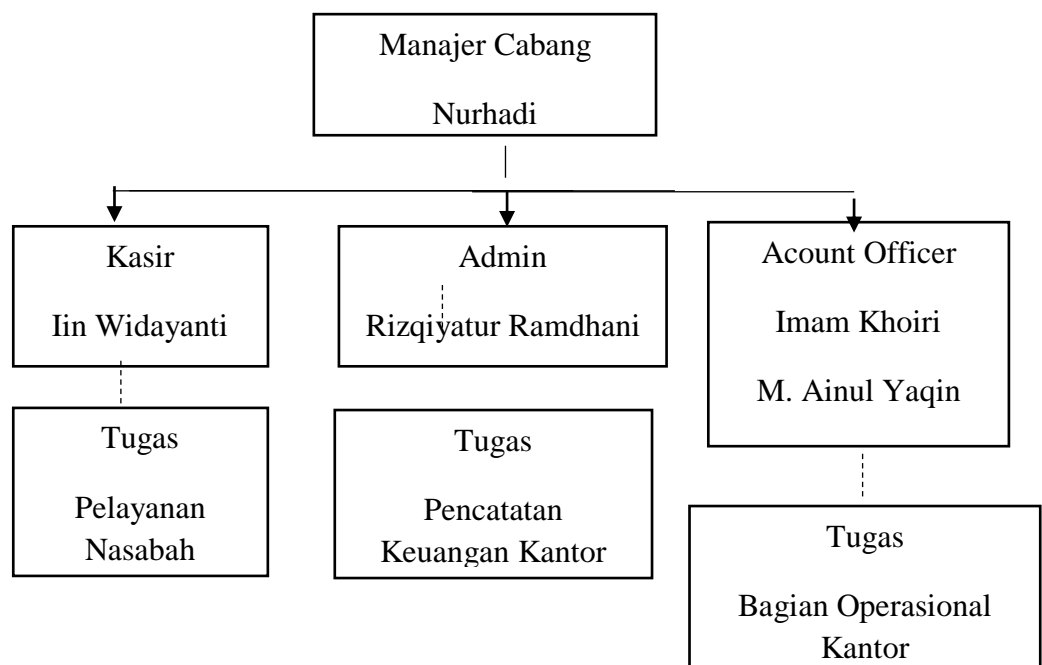 Manajer Cabang
Nurhadi
Kasir
Iin Widayanti
Admin
Rizqiyatur Ramdhani
Acount Officer
Imam Khoiri
M. Ainul Yaqin
Tugas
Pelayanan
Nasabah
Tugas
Pencatatan
Keuangan Kantor
Tugas
Bagian Operasional
Kantor